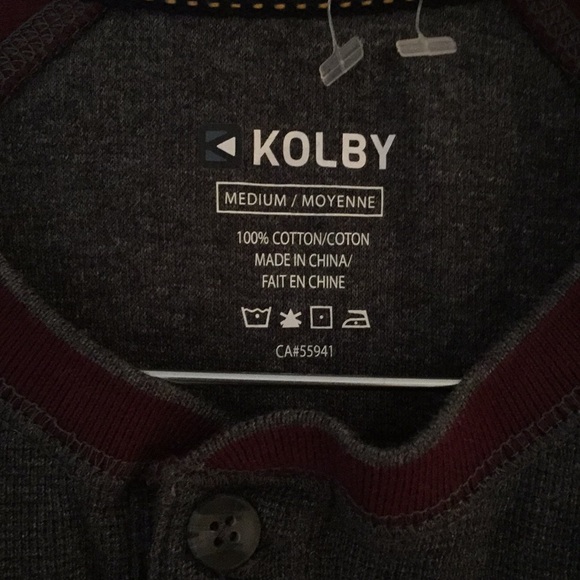 KOLBY
MEDIUM / MOYENNE
100% COTTON/COTON
MADE IN CHINA/
FAIT EN CHINE
CA#55941